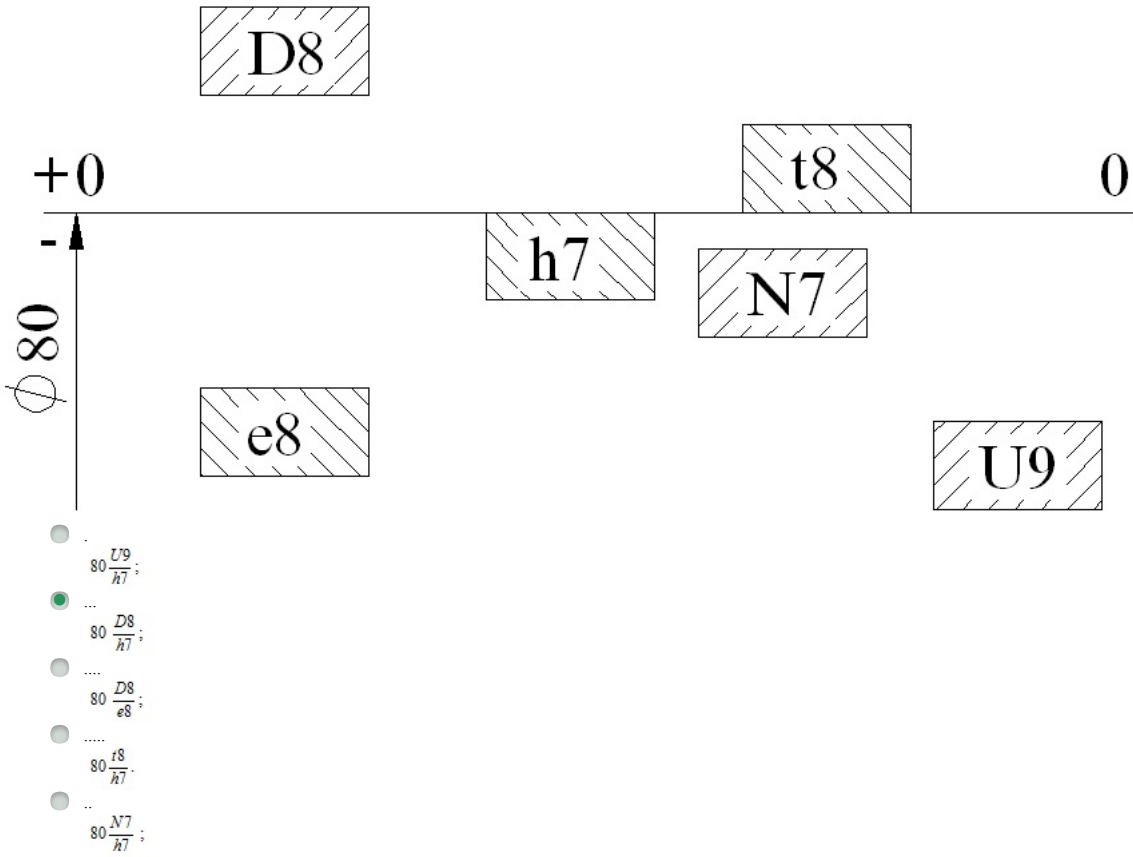 D8
+0
t8
0
-
h7
N7
⌀80
e8
U9
.
80 U9/h7 ;
...
80 D8/h7 ;
....
80 D8/e8 ;
.....
80 t8/h7 .
..
80 N7/h7 ;